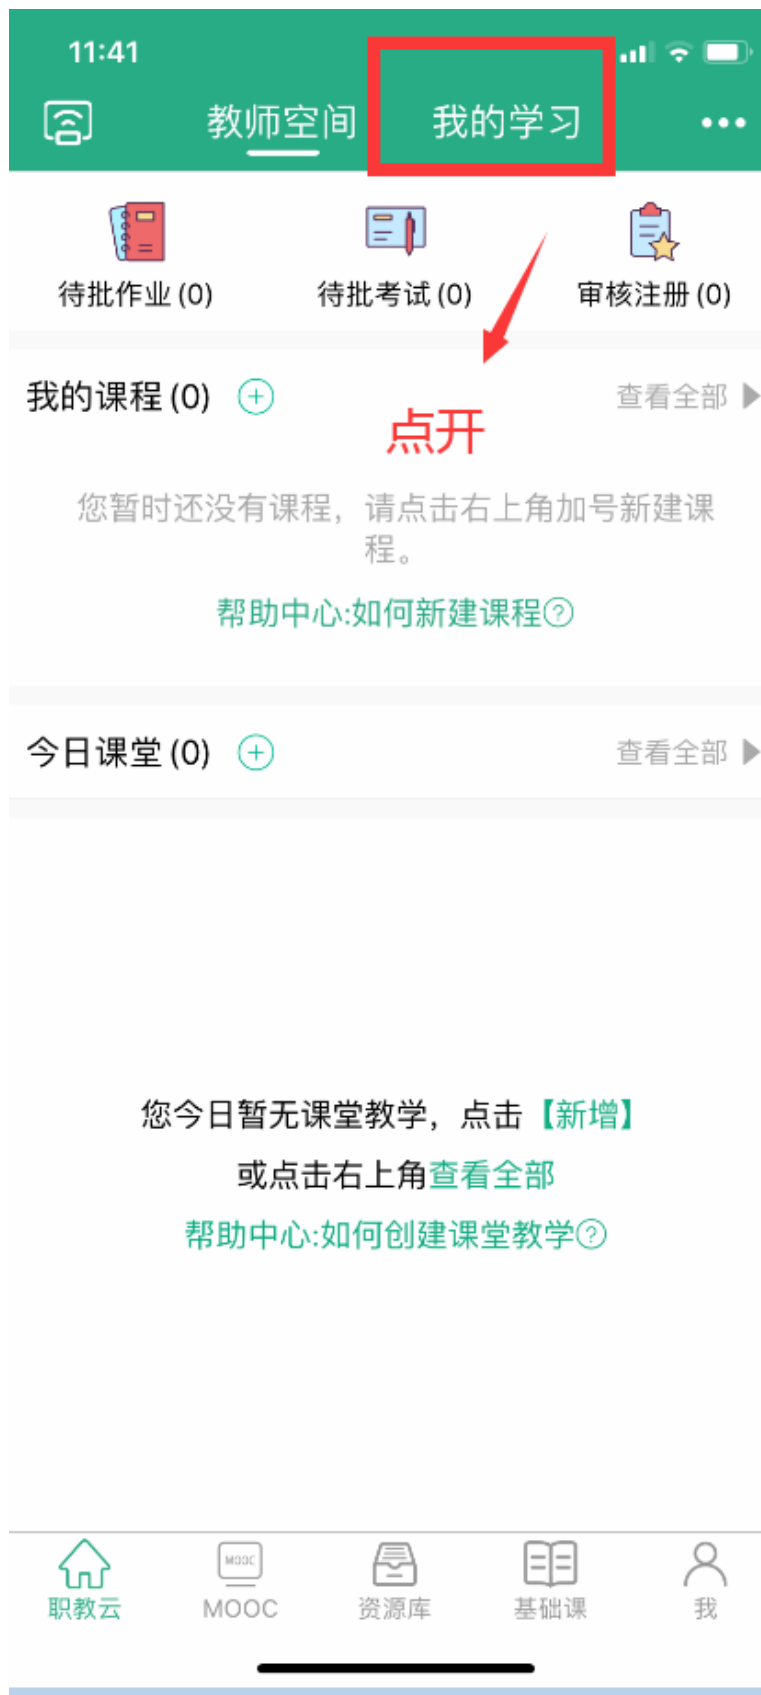 11:41
教师空间 我的学习
待批作业 (0) 待批考试 (0) 审核注册 (0)
我的课程 (0) 查看全部
点开
您暂时还没有课程，请点击右上角加号新建课
程。
帮助中心:如何新建课程?
今日课堂 (0) 查看全部
您今日暂无课堂教学，点击【新增】
或点击右上角查看全部
帮助中心:如何创建课堂教学?
MOOC
职教云 MOOC 资源库 基础课 我